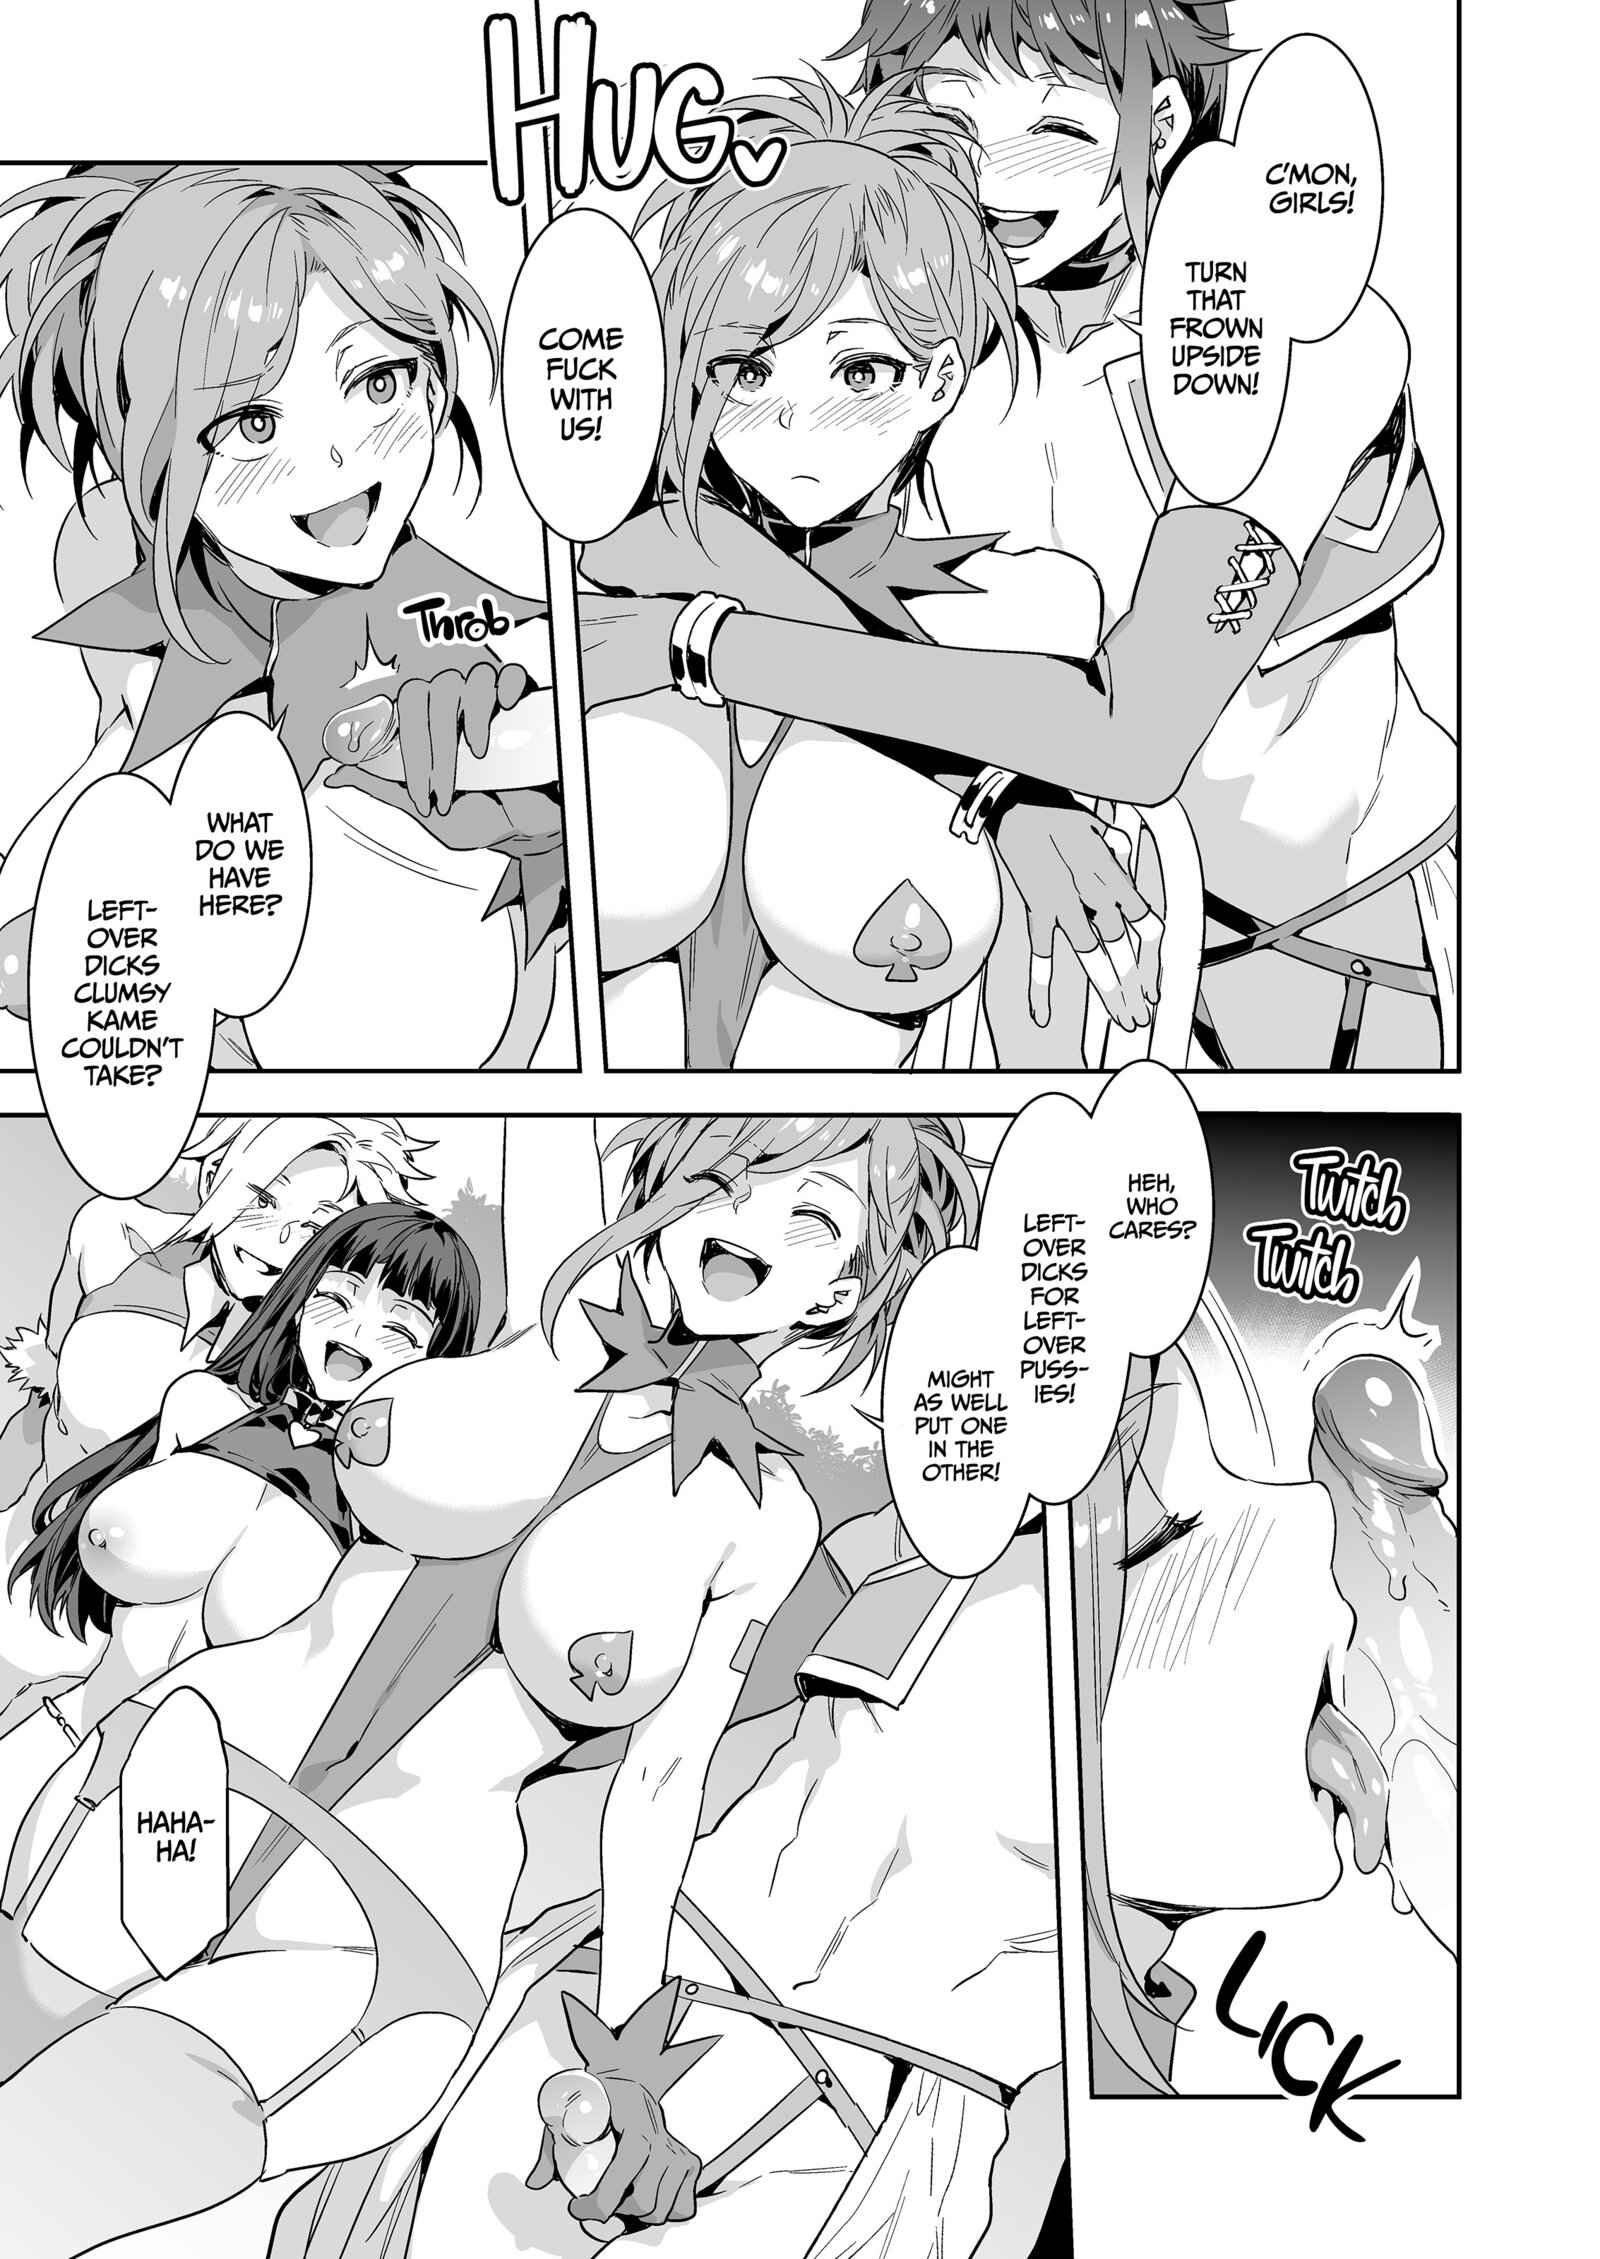 HUG
C'MON,
GIRLS!
TURN
THAT
FROWN
UPSIDE
DOWN!
COME
FUCK
WITH
US!
Throb
WHAT
DO WE
HAVE
HERE?
LEFT-
OVER
DICKS
CLUMSY
KAME
COULDN'T
TAKE?
Twitch
Twitch
LICK
HEH,
WHO
CARES?
LEFT-
OVER
DICKS
FOR
LEFT-
OVER
PUSS-
IES!
MIGHT
AS WELL
PUT ONE
IN THE
OTHER!
HAHA-
HA!